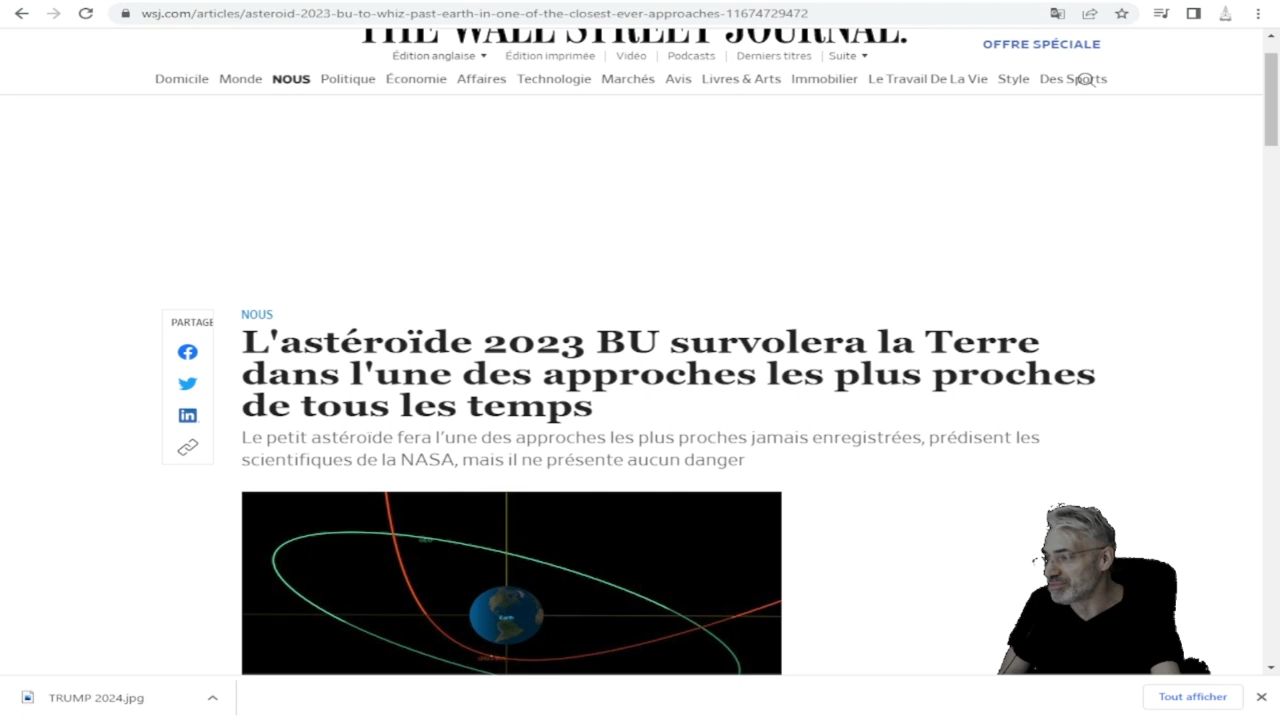 wsj.com/articles/asteroid-2023-bu-to-whiz-past-earth-in-one-of-the-closest-ever-approaches-11674729472
THE WALL STREET JOURNAL.
OFFRE SPÉCIALE
Édition anglaise Édition imprimée Vidéo Podcasts Derniers titres Suite
Domicile Monde NOUS Politique Économie Affaires Technologie Marchés Avis Livres & Arts Immobilier Le Travail De La Vie Style Des Sports
PARTAGE
NOUS
L'astéroïde 2023 BU survolera la Terre
dans l'une des approches les plus proches
de tous les temps
Le petit astéroïde fera l’une des approches les plus proches jamais enregistrées, prédisent les
scientifiques de la NASA, mais il ne présente aucun danger
Earth
TRUMP 2024.jpg
Tout afficher